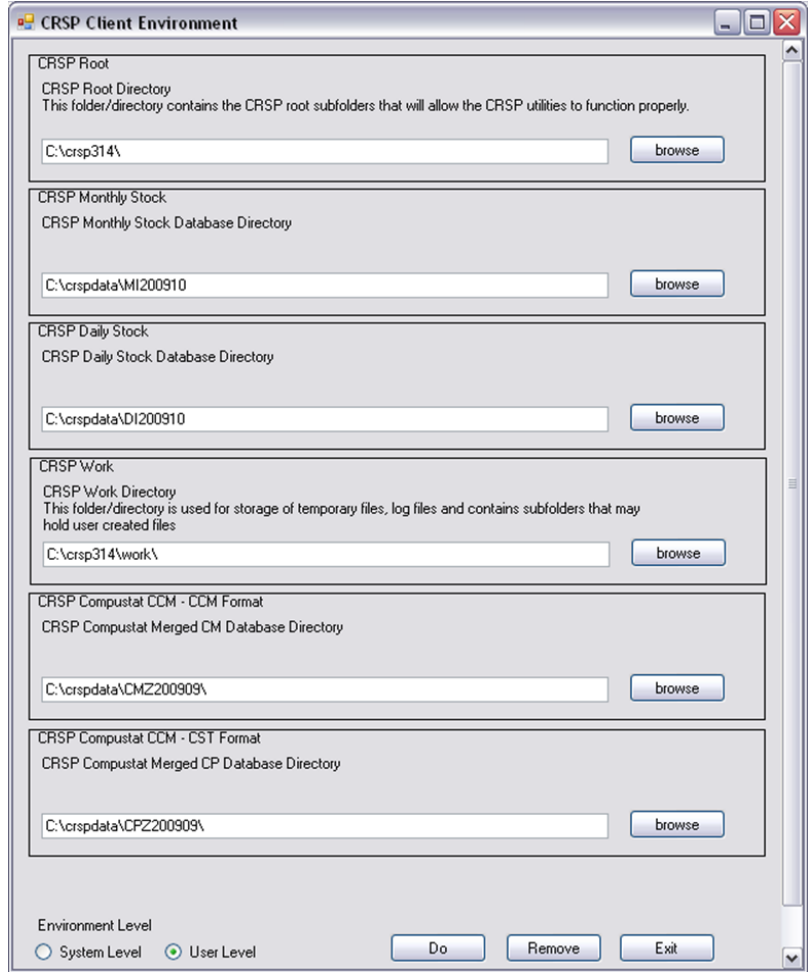 CRSP Client Environment
CRSP Root
CRSP Root Directory
This folder/directory contains the CRSP root subfolders that will allow the CRSP utilities to function properly.
C:\crsp314\
browse
CRSP Monthly Stock
CRSP Monthly Stock Database Directory
C:\crspdata\MI200910
browse
CRSP Daily Stock
CRSP Daily Stock Database Directory
C:\crspdata\DI200910
browse
CRSP Work
CRSP Work Directory
This folder/directory is used for storage of temporary files, log files and contains subfolders that may
hold user created files
C:\crsp314\work\
browse
CRSP Compustat CCM - CCM Format
CRSP Compustat Merged CM Database Directory
C:\crspdata\CMZ200909\
browse
CRSP Compustat CCM - CST Format
CRSP Compustat Merged CP Database Directory
C:\crspdata\CPZ200909\
browse
Environment Level
System Level
User Level
Do
Remove
Exit